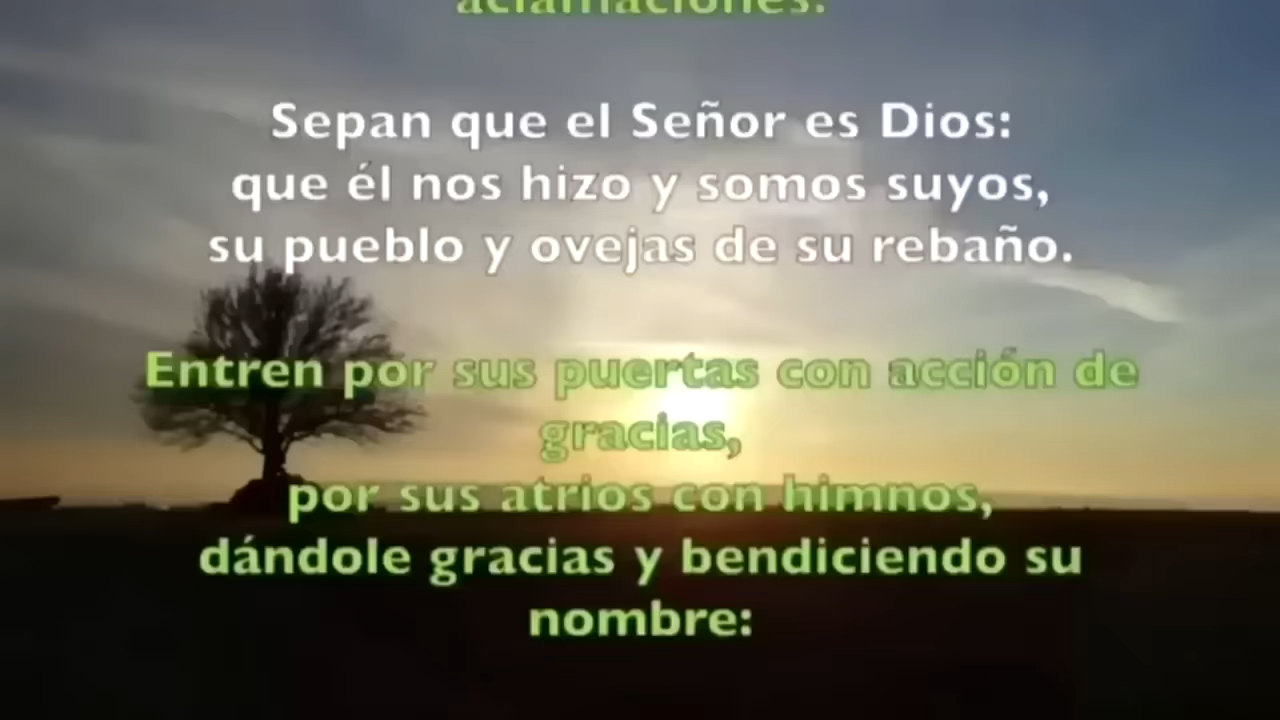 aclamaciones:
Sepan que el Señor es Dios:
que él nos hizo y somos suyos,
su pueblo y ovejas de su rebaño.
Entren por sus puertas con acción de
gracias,
por sus atrios con himnos,
dándole gracias y bendiciendo su
nombre: